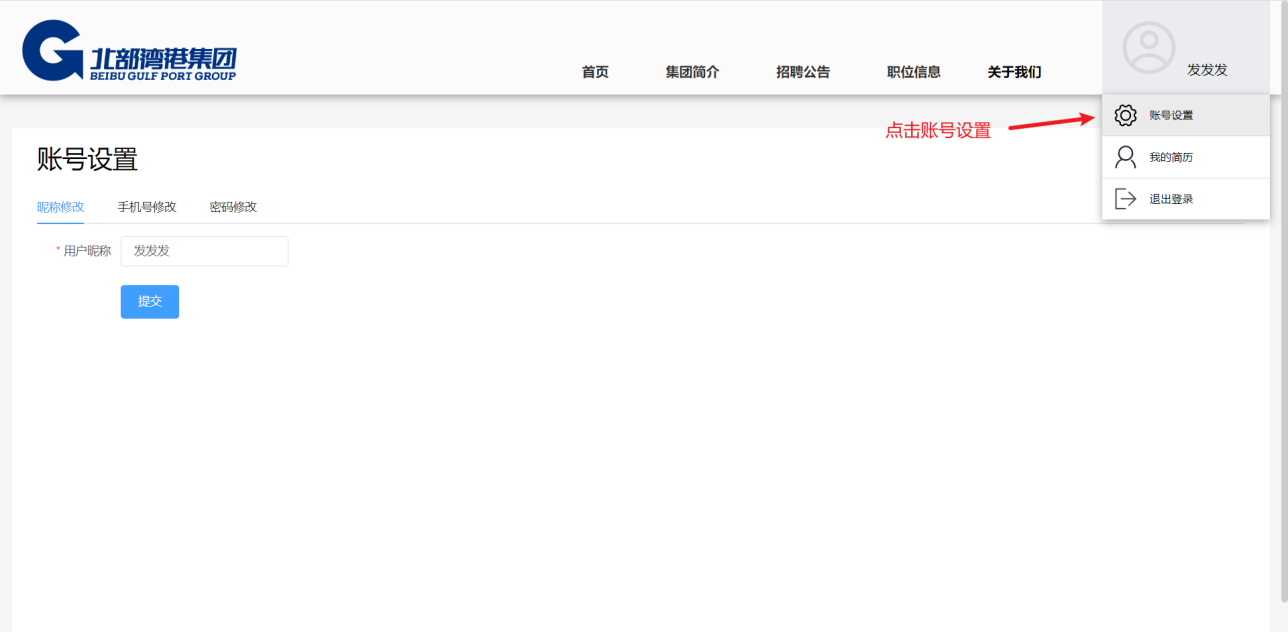 北部湾港集团
BEIBU GULF PORT GROUP
首页 集团简介 招聘公告 职位信息 关于我们 发发发
账号设置
点击账号设置
我的简历
退出登录
账号设置
昵称修改 手机号修改 密码修改
* 用户昵称 发发发
提交